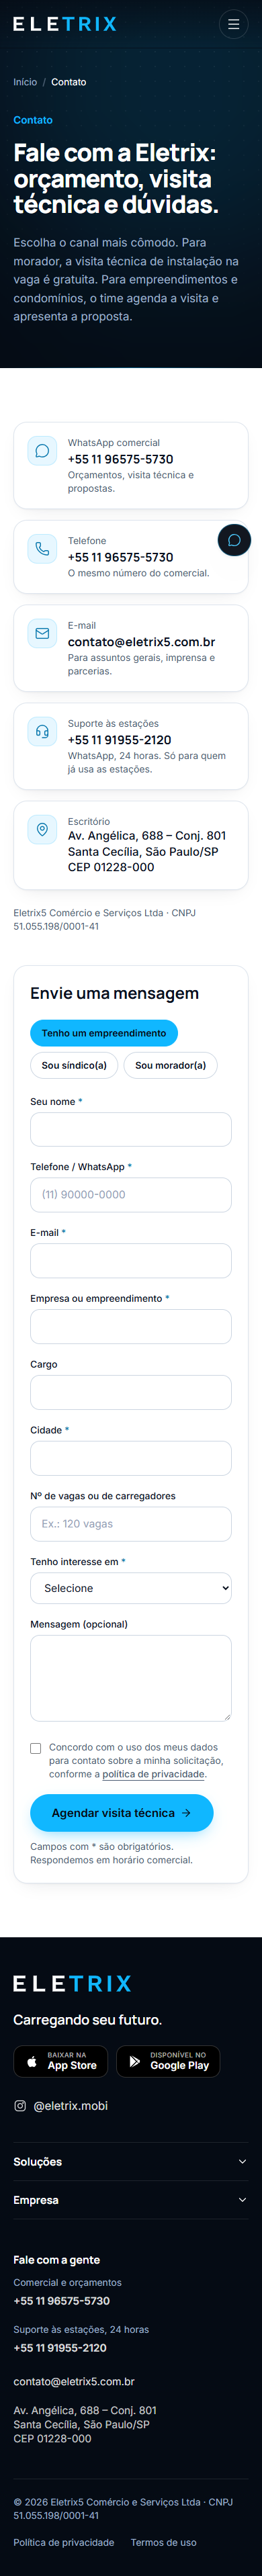 ELETRIX
Início / Contato
Contato
Fale com a Eletrix:
orçamento, visita
técnica e dúvidas.
Escolha o canal mais cômodo. Para
morador, a visita técnica de instalação na
vaga é gratuita. Para empreendimentos e
condomínios, o time agenda a visita e
apresenta a proposta.
WhatsApp comercial
+55 11 96575-5730
Orçamentos, visita técnica e
propostas.
Telefone
+55 11 96575-5730
O mesmo número do comercial.
E-mail
contato@eletrix5.com.br
Para assuntos gerais, imprensa e
parcerias.
Suporte às estações
+55 11 91955-2120
WhatsApp, 24 horas. Só para quem
já usa as estações.
Escritório
Av. Angélica, 688 – Conj. 801
Santa Cecília, São Paulo/SP
CEP 01228-000
Eletrix5 Comércio e Serviços Ltda · CNPJ
51.055.198/0001-41
Envie uma mensagem
Tenho um empreendimento
Sou síndico(a)
Sou morador(a)
Seu nome *
Telefone / WhatsApp *
(11) 90000-0000
E-mail *
Empresa ou empreendimento *
Cargo
Cidade *
Nº de vagas ou de carregadores
Ex.: 120 vagas
Tenho interesse em *
Selecione
Mensagem (opcional)
Concordo com o uso dos meus dados
para contato sobre a minha solicitação,
conforme a política de privacidade.
Agendar visita técnica →
Campos com * são obrigatórios.
Respondemos em horário comercial.
ELETRIX
Carregando seu futuro.
BAIXAR NA
App Store
DISPONÍVEL NO
Google Play
@eletrix.mobi
Soluções
Empresa
Fale com a gente
Comercial e orçamentos
+55 11 96575-5730
Suporte às estações, 24 horas
+55 11 91955-2120
contato@eletrix5.com.br
Av. Angélica, 688 – Conj. 801
Santa Cecília, São Paulo/SP
CEP 01228-000
© 2026 Eletrix5 Comércio e Serviços Ltda · CNPJ
51.055.198/0001-41
Política de privacidade
Termos de uso